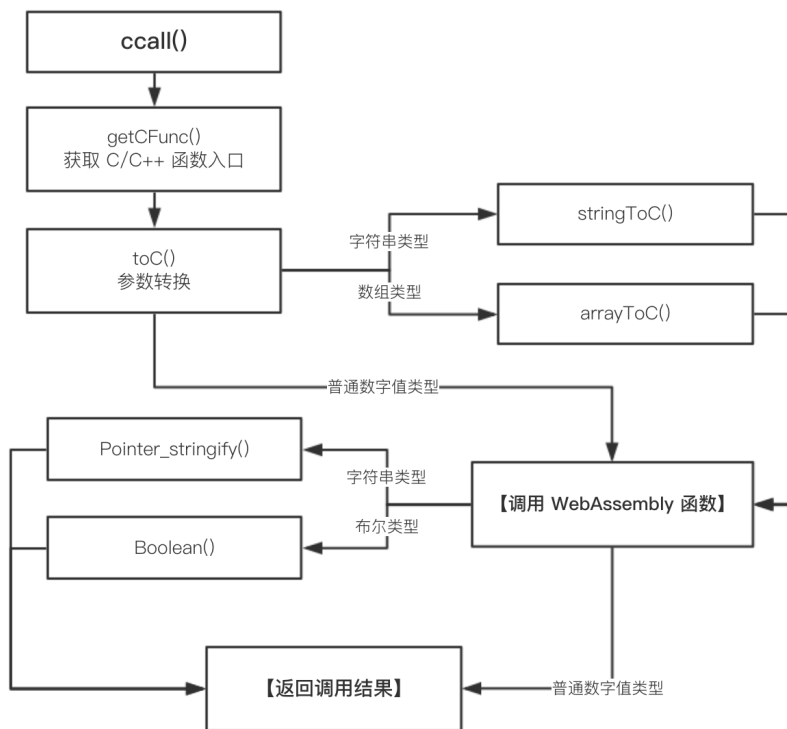 ccall()
getCFunc()
获取 C/C++ 函数入口
toC()
参数转换
字符串类型
数组类型
stringToC()
arrayToC()
普通数字值类型
Pointer_stringify()
字符串类型
布尔类型
Boolean()
【调用 WebAssembly 函数】
【返回调用结果】
普通数字值类型